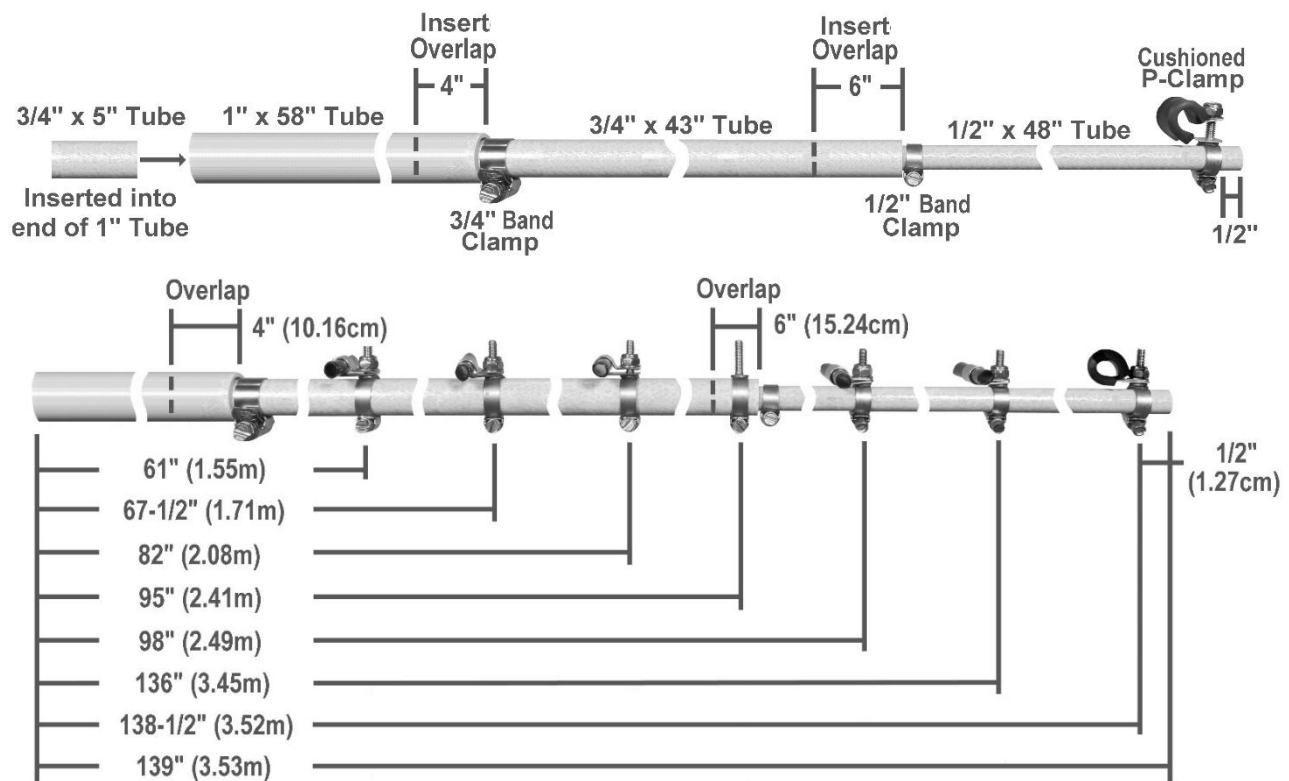 Insert
Overlap
4"
Insert
Overlap
6"
Cushioned
P-Clamp
3/4" x 5" Tube
1" x 58" Tube
3/4" x 43" Tube
1/2" x 48" Tube
Inserted into
end of 1" Tube
3/4" Band
Clamp
1/2" Band
Clamp
1/2"
Overlap
4" (10.16cm)
Overlap
6" (15.24cm)
61" (1.55m)
67-1/2" (1.71m)
82" (2.08m)
95" (2.41m)
98" (2.49m)
136" (3.45m)
138-1/2" (3.52m)
139" (3.53m)
1/2"
(1.27cm)